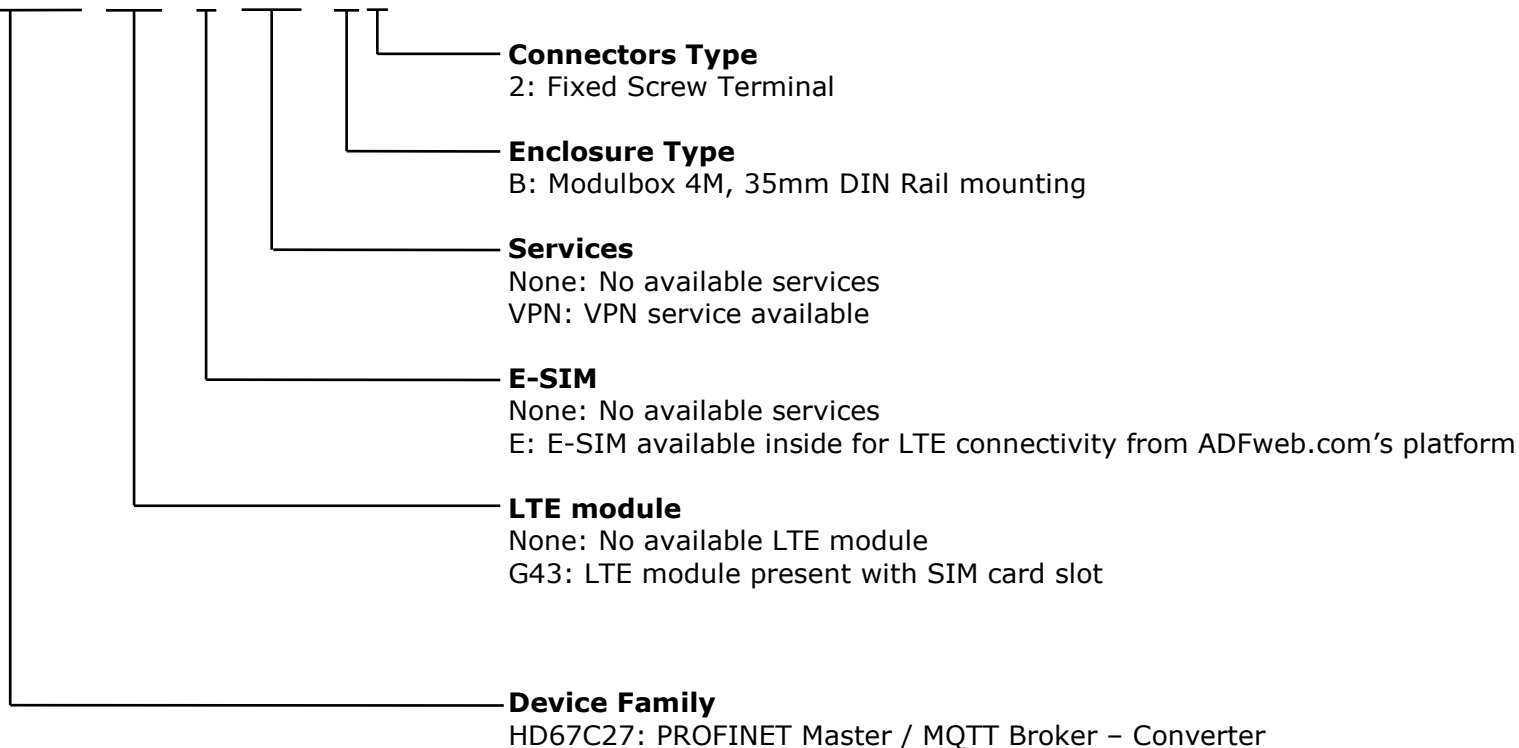 Connectors Type
2: Fixed Screw Terminal
Enclosure Type
B: Modulbox 4M, 35mm DIN Rail mounting
Services
None: No available services
VPN: VPN service available
E-SIM
None: No available services
E: E-SIM available inside for LTE connectivity from ADFweb.com’s platform
LTE module
None: No available LTE module
G43: LTE module present with SIM card slot
Device Family
HD67C27: PROFINET Master / MQTT Broker – Converter